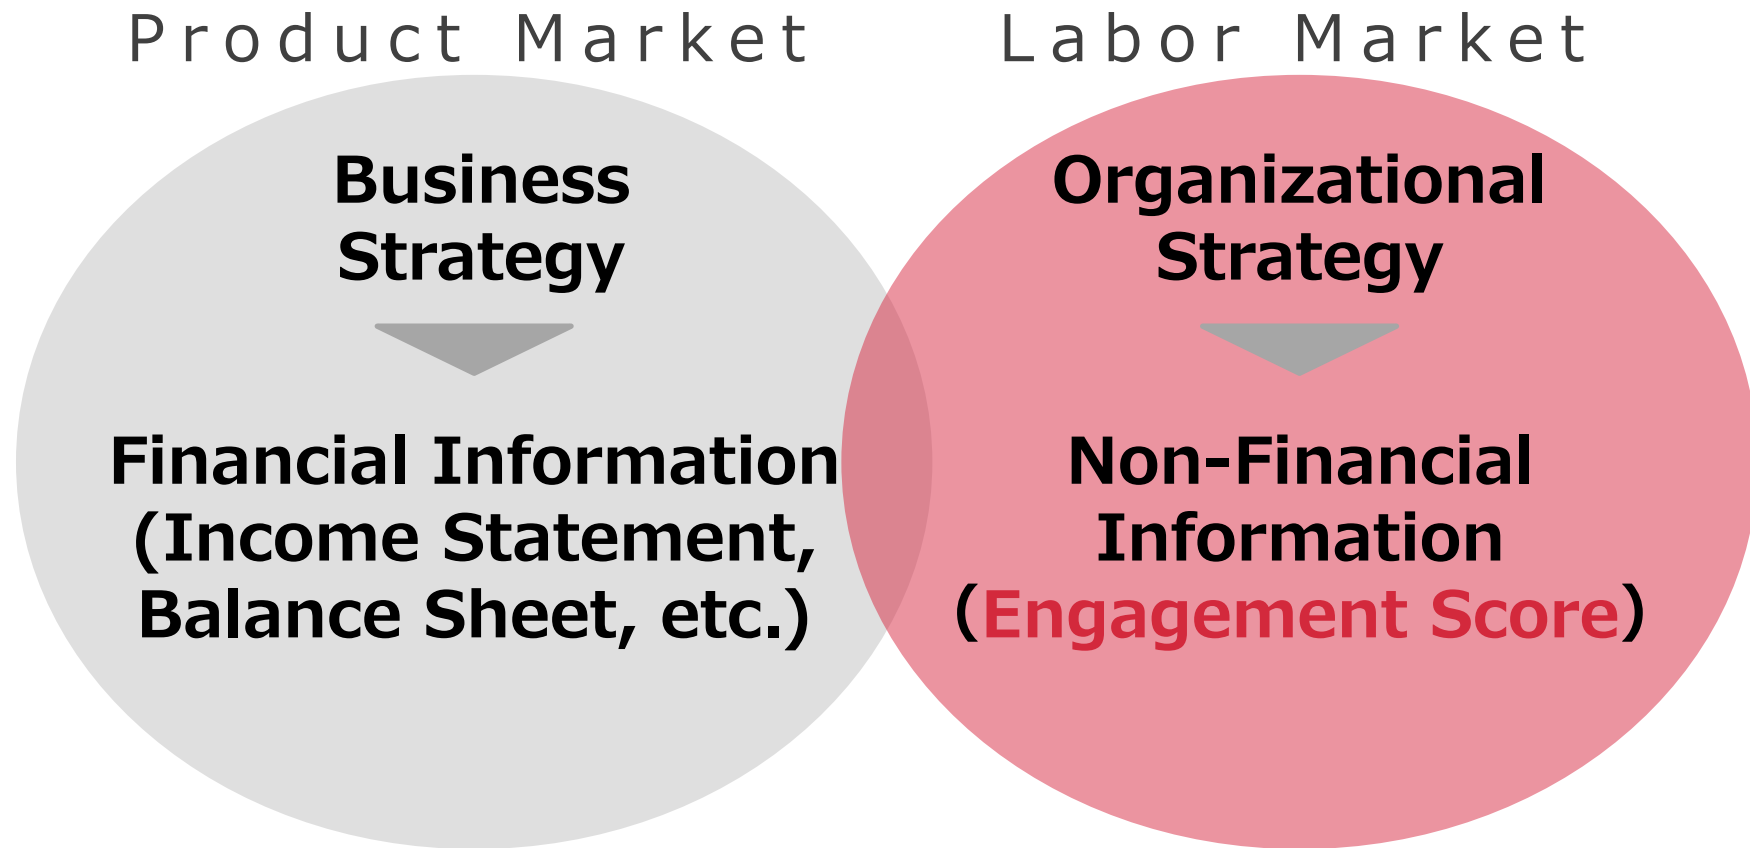 Product Market
Labor Market
Business
Strategy
Financial Information
(Income Statement,
Balance Sheet, etc.)
Organizational
Strategy
Non-Financial
Information
(Engagement Score)